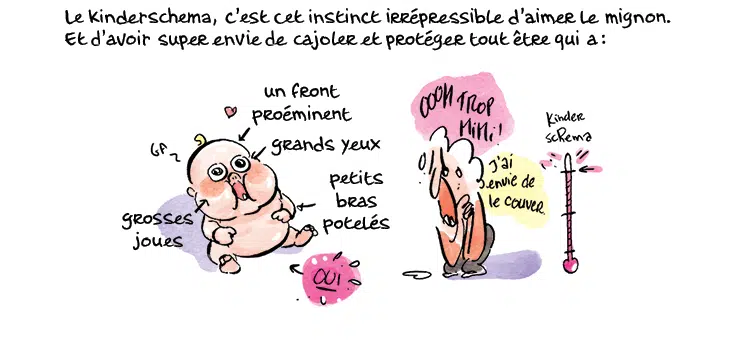 Le Kinderschema, c'est cet instinct irrépressible d'aimer le mignon.
Et d'avoir super envie de cajoler et protéger tout être qui a :
un front
proéminent
grands yeux
petits
bras
potelés
grosses
joues
OUI
OOOH TROP
MiMi!
J'ai
envie de
le couver.
Kinder
schema